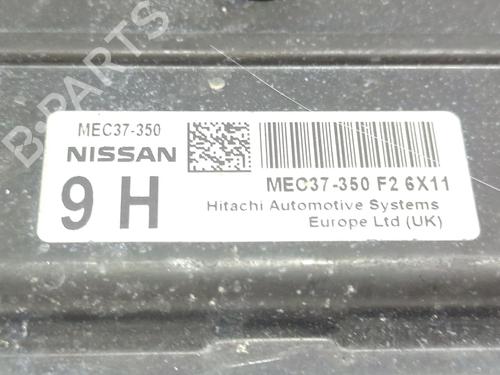 B-PARTS
MEC37-350
NISSAN
9 H
MEC37-350 F2 6X11
Hitachi Automotive Systems
Europe Ltd (UK)